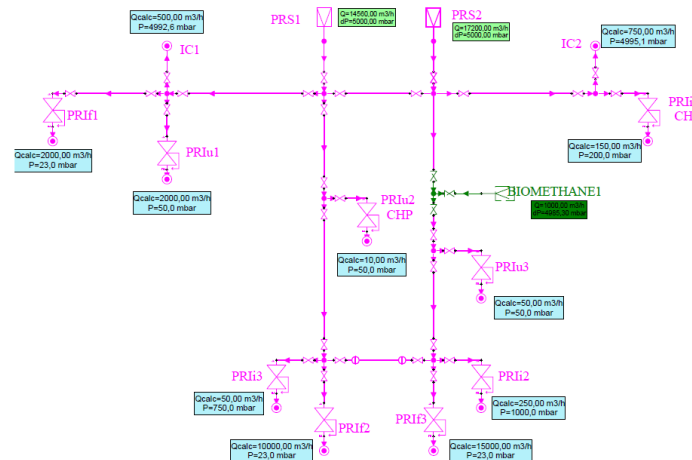 Qcalc=500,00 m3/h
P=4992,6 mbar
IC1
PRS1
Q=14560,00 m3/h
dP=5000,00 mbar
PRS2
Q=17200,00 m3/h
dP=5000,00 mbar
IC2
Qcalc=750,00 m3/h
P=4995,1 mbar
PRIf1
Qcalc=2000,00 m3/h
P=23,0 mbar
PRIu1
Qcalc=2000,00 m3/h
P=50,0 mbar
PRIi
CH
Qcalc=150,00 m3/h
P=200,0 mbar
PRIu2
CHP
Qcalc=10,00 m3/h
P=50,0 mbar
BIOMETHANE1
Q=1000,00 m3/h
PRIu3
Qcalc=50,00 m3/h
P=50,0 mbar
PRIi3
Qcalc=50,00 m3/h
P=750,0 mbar
PRIf2
Qcalc=10000,00 m3/h
P=23,0 mbar
PRIf3
Qcalc=15000,00 m3/h
P=23,0 mbar
PRIi2
Qcalc=250,00 m3/h
P=1000,0 mbar